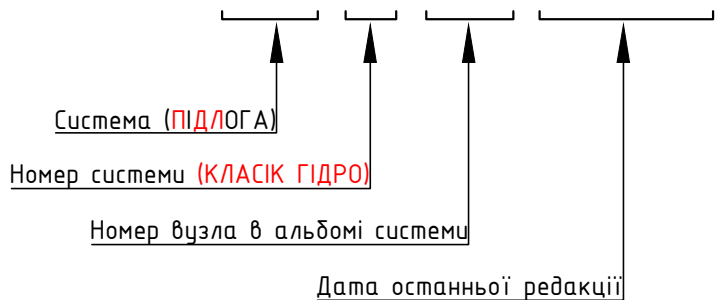 Система (ПІДЛОГА)
Номер системи (КЛАСІК ГІДРО)
Номер вузла в альбомі системи
Дата останньої редакції